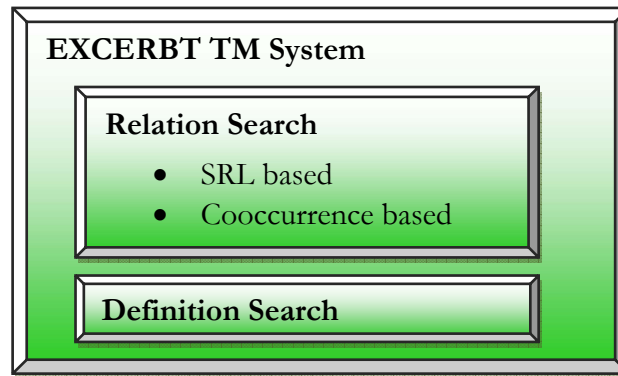 EXCERBT TM System
Relation Search
• SRL based
• Cooccurrence based
Definition Search